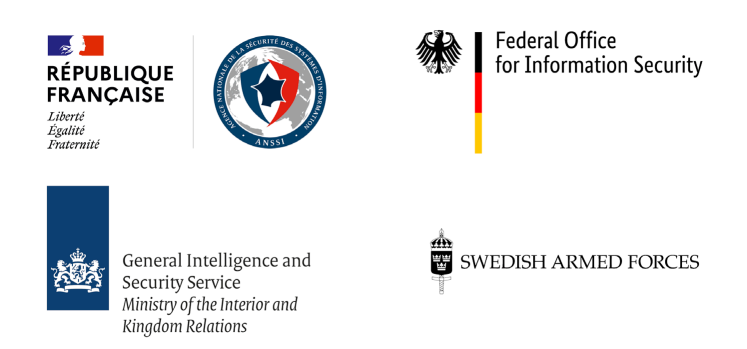 RÉPUBLIQUE
FRANÇAISE
Liberté
Égalité
Fraternité
AGENCE NATIONALE DE LA SÉCURITÉ DES SYSTÈMES D'INFORMATION
ANSSI
Federal Office
for Information Security
General Intelligence and
Security Service
Ministry of the Interior and
Kingdom Relations
SWEDISH ARMED FORCES